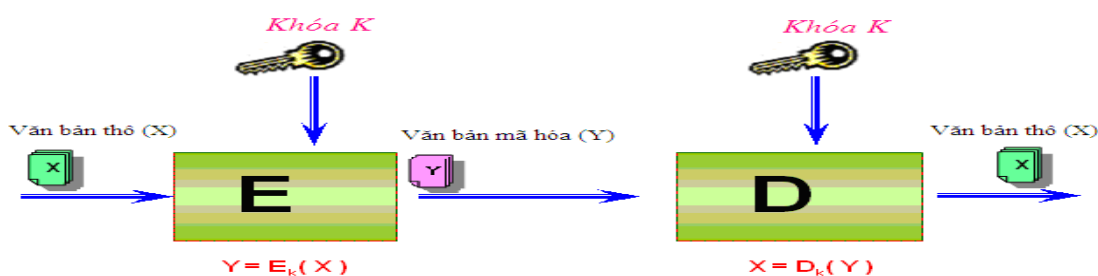 Khóa K
Khóa K
Văn bản thô (X)
Văn bản mã hóa (Y)
Văn bản thô (X)
X
Y
X
E
D
Y = Ek( X )
X = Dk( Y )